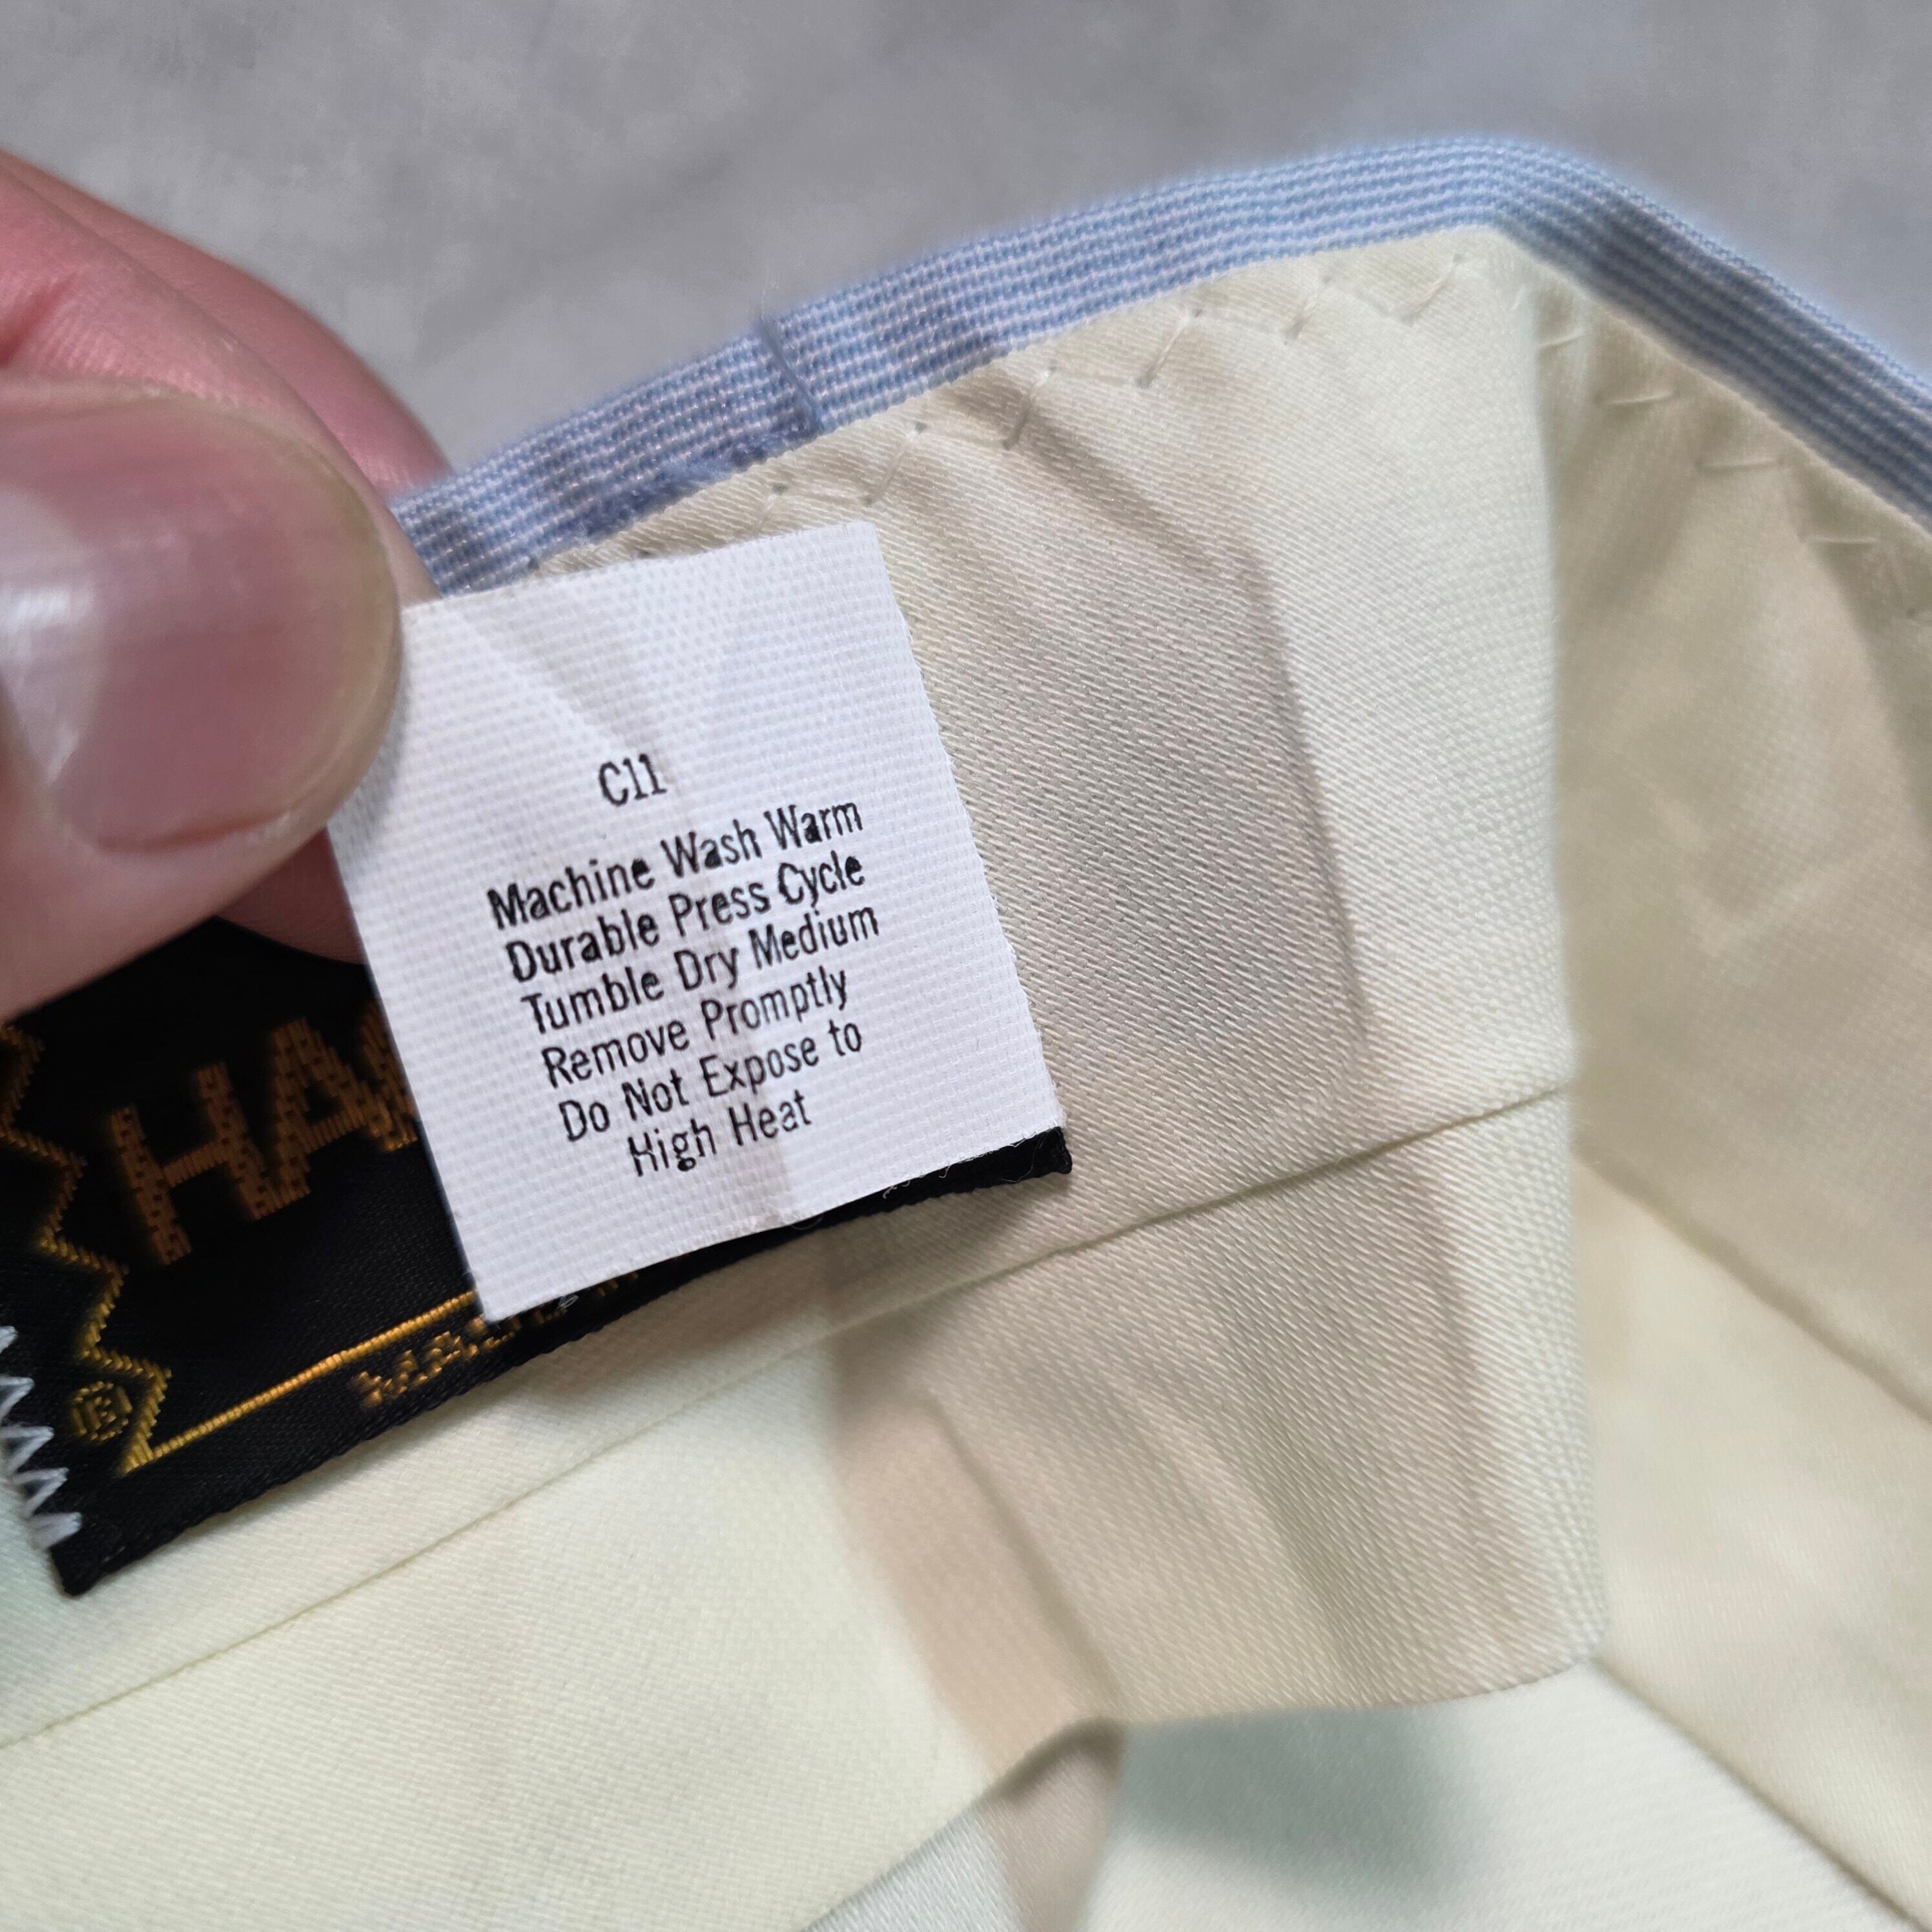 C11
Machine Wash Warm
Durable Press Cycle
Tumble Dry Medium
Remove Promptly
Do Not Expose to
High Heat
®